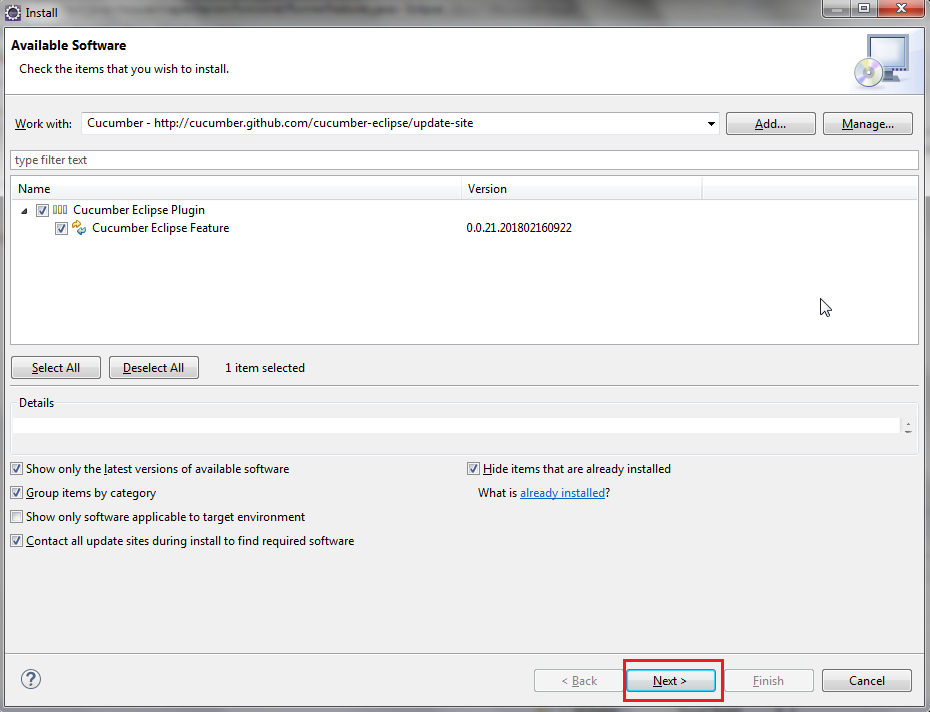 Install
Available Software
Check the items that you wish to install.
Work with: Cucumber - http://cucumber.github.com/cucumber-eclipse/update-site Add... Manage...
type filter text
Name Version
Cucumber Eclipse Plugin
Cucumber Eclipse Feature 0.0.21.201802160922
Select All Deselect All 1 item selected
Details
Show only the latest versions of available software Hide items that are already installed
Group items by category What is already installed?
Show only software applicable to target environment
Contact all update sites during install to find required software
? < Back Next > Finish Cancel